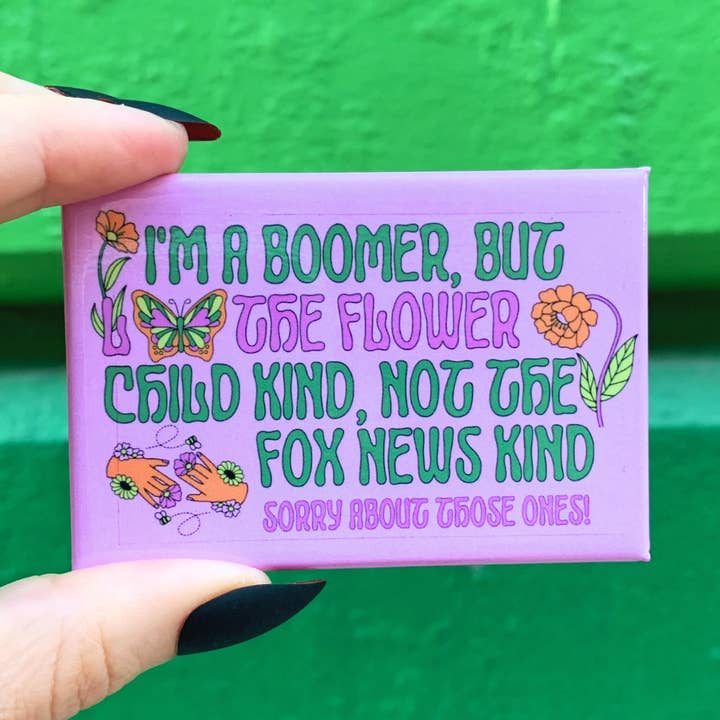 I'M A BOOMER, BUT
THE FLOWER
CHILD KIND, NOT THE
FOX NEWS KIND
SORRY ABOUT THOSE ONES!